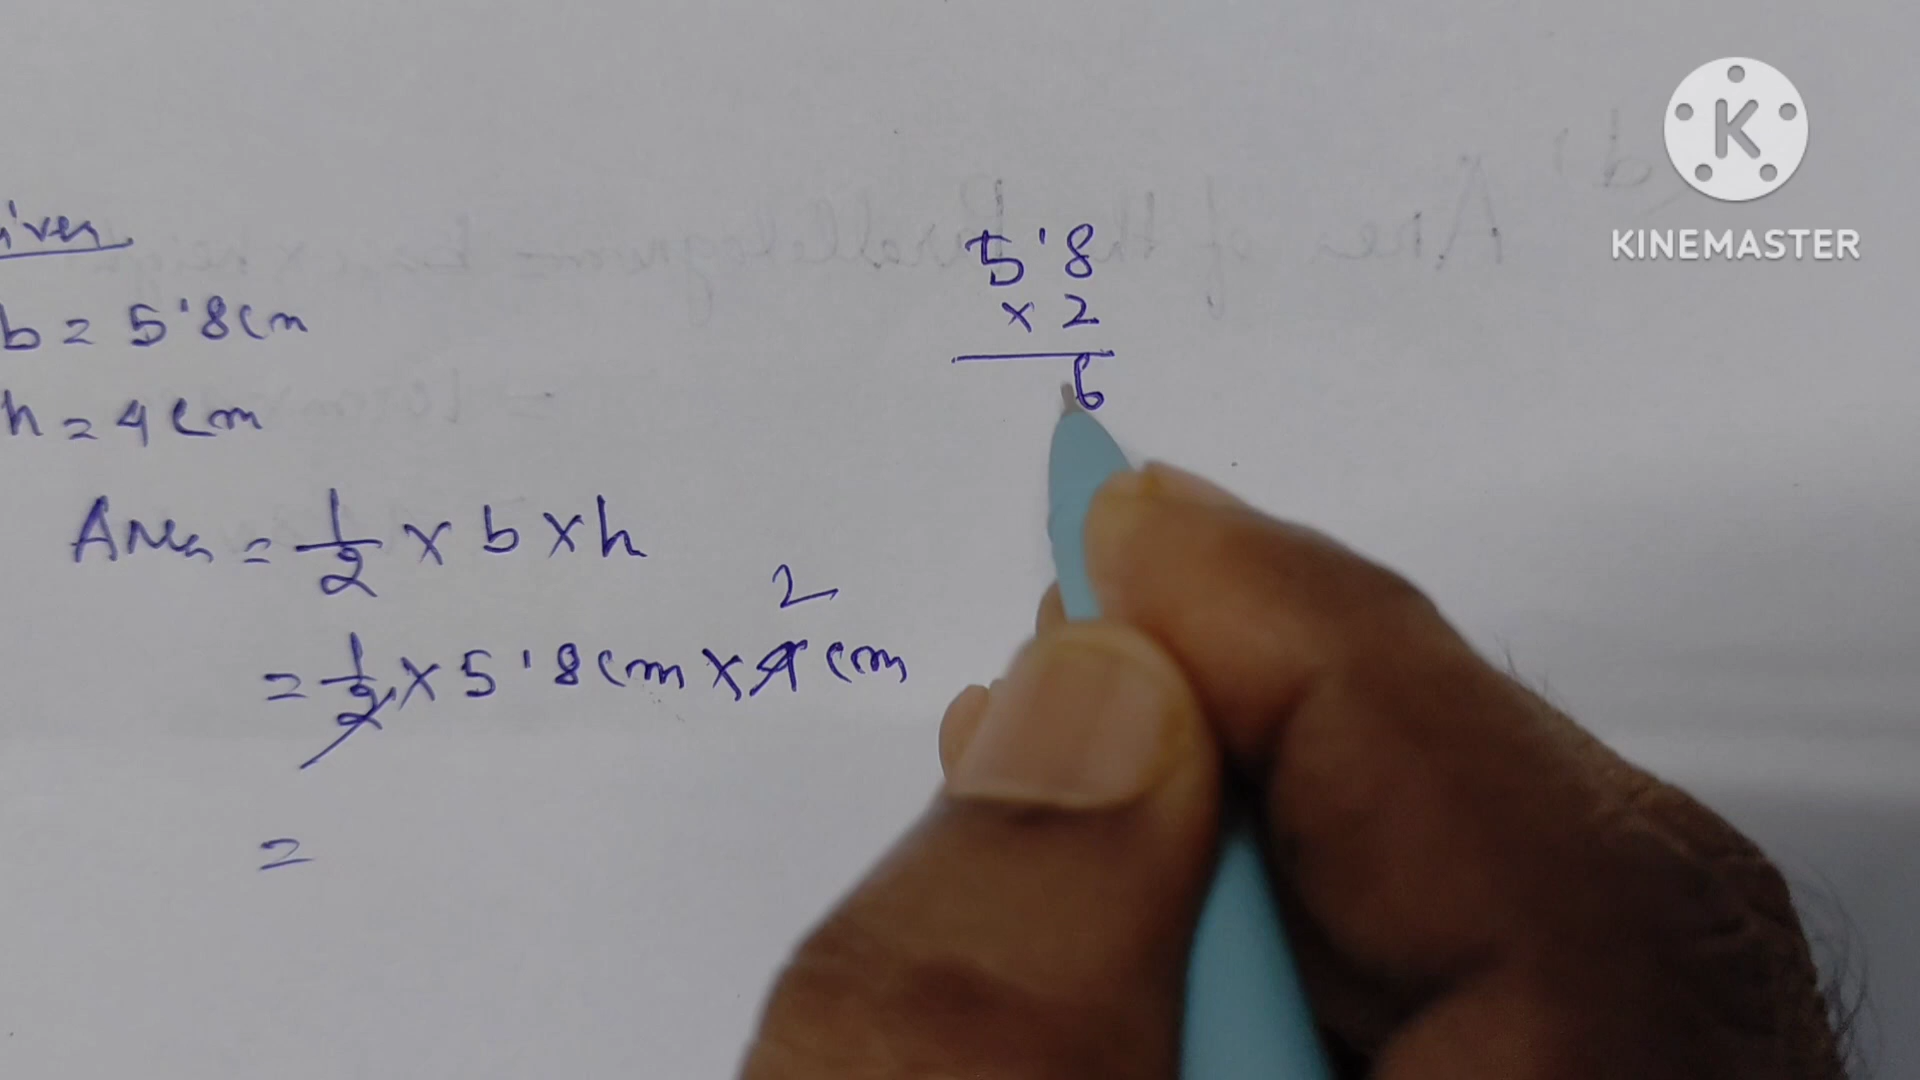 5.8
× 2
6
b = 5.8 cm
h = 4 cm
Area = 1/2 × b × h
2
= 1/2 × 5.8 cm × 4 cm
=
K
KINEMASTER